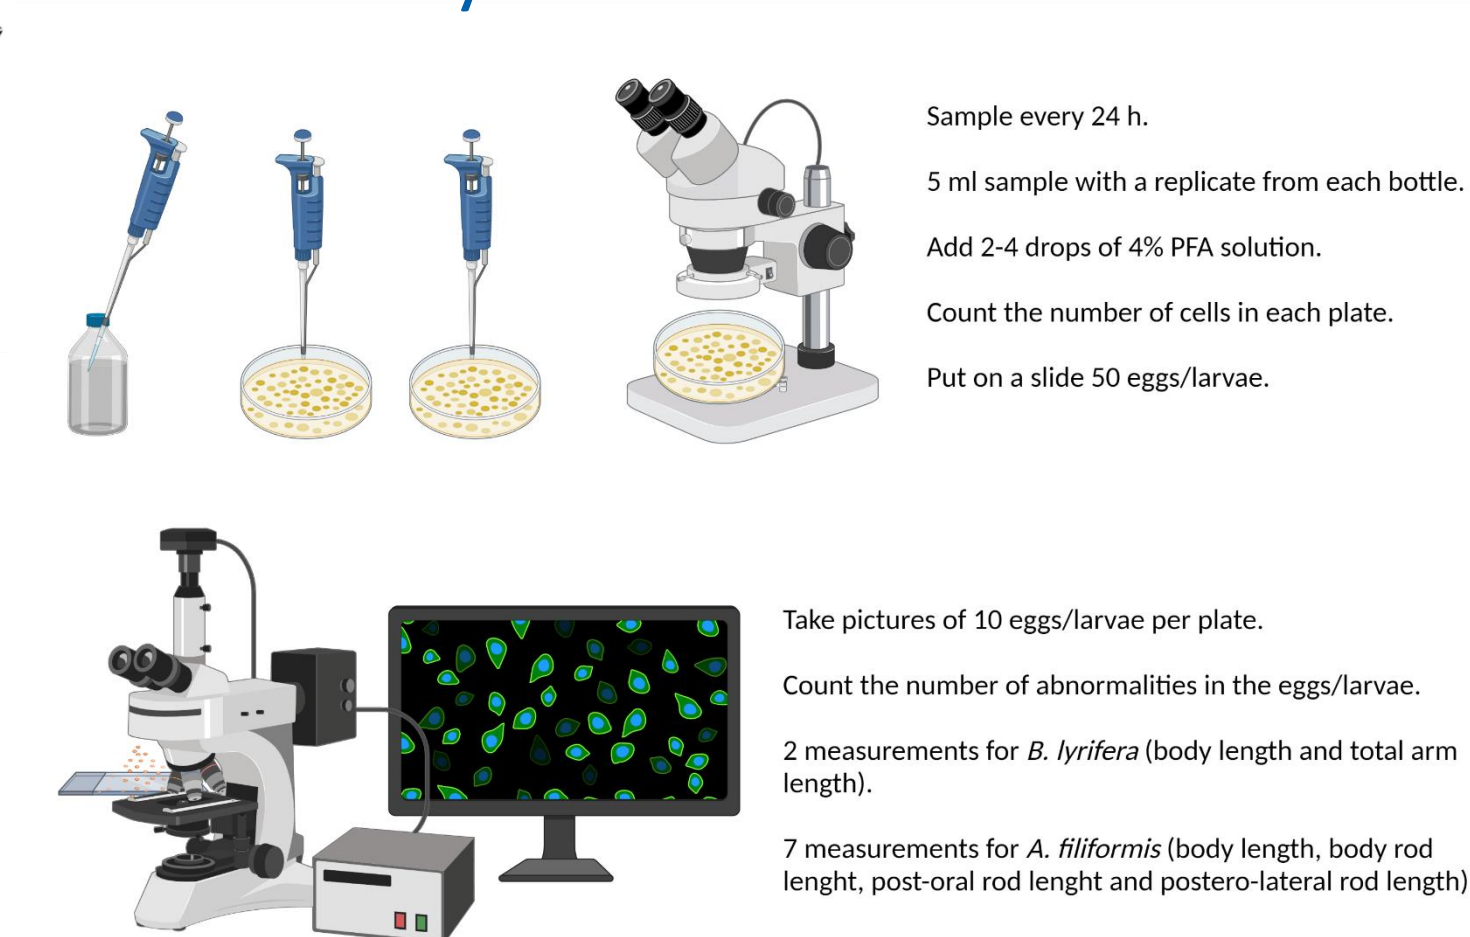 Sample every 24 h.
5 ml sample with a replicate from each bottle.
Add 2-4 drops of 4% PFA solution.
Count the number of cells in each plate.
Put on a slide 50 eggs/larvae.
Take pictures of 10 eggs/larvae per plate.
Count the number of abnormalities in the eggs/larvae.
2 measurements for B. lyrifera (body length and total arm
length).
7 measurements for A. filiformis (body length, body rod
lenght, post-oral rod lenght and postero-lateral rod length)